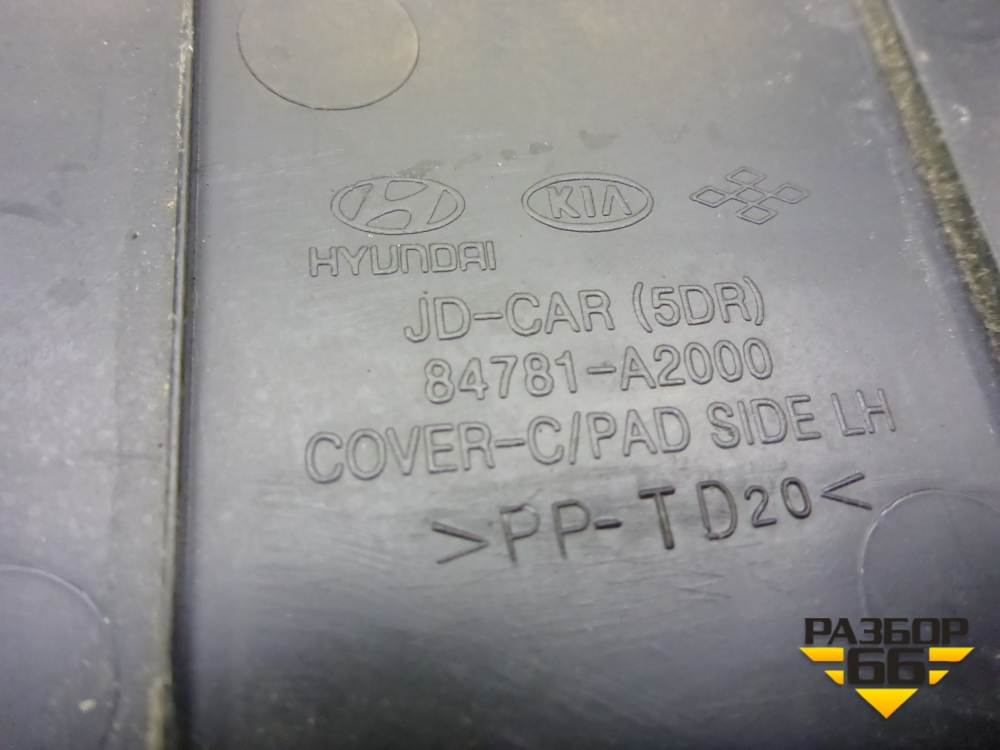 KIA
HYUNDAI
JD-CAR (5DR)
84781-A2000
COVER-C/PAD SIDE LH
>PP-TD20<
РАЗБОР
66